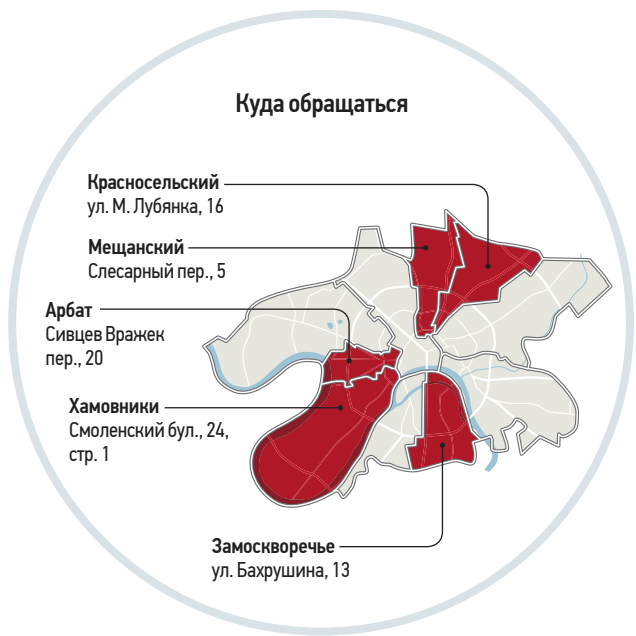 Куда обращаться
Красносельский
ул. М. Лубянка, 16
Мещанский
Слесарный пер., 5
Арбат
Сивцев Вражек
пер., 20
Хамовники
Смоленский бул., 24,
стр. 1
Замоскворечье
ул. Бахрушина, 13